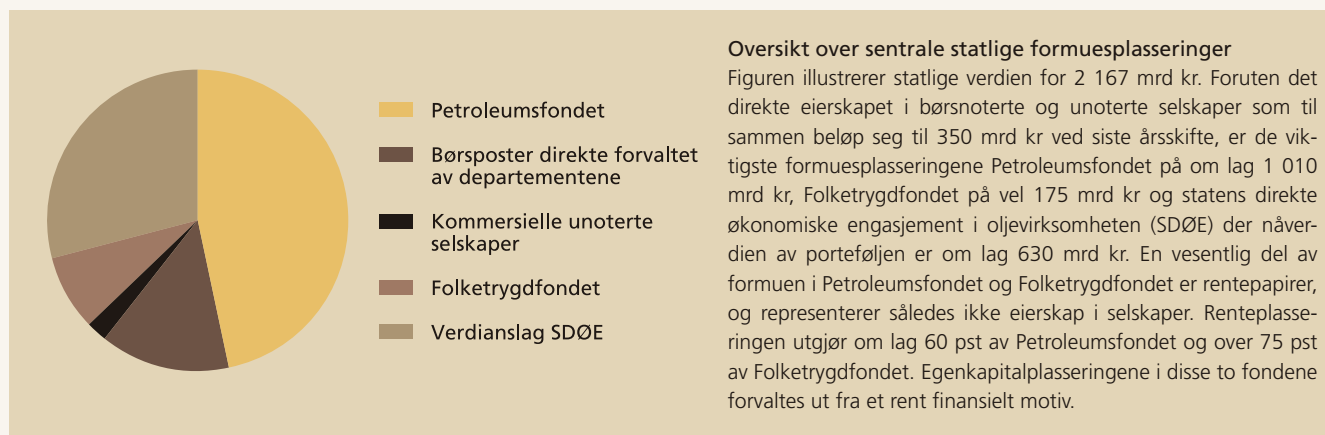 Petroleumsfondet
Børsposter direkte forvaltet
av departementene
Kommersielle unoterte
selskaper
Folketrygdfondet
Verdianslag SDØE
Oversikt over sentrale statlige formuesplasseringer
Figuren illustrerer statlige verdien for 2 167 mrd kr. Foruten det
direkte eierskapet i børsnoterte og unoterte selskaper som til
sammen beløp seg til 350 mrd kr ved siste årsskifte, er de vik-
tigste formuesplasseringene Petroleumsfondet på om lag 1 010
mrd kr, Folketrygdfondet på vel 175 mrd kr og statens direkte
økonomiske engasjement i oljevirksomheten (SDØE) der nåver-
dien av porteføljen er om lag 630 mrd kr. En vesentlig del av
formuen i Petroleumsfondet og Folketrygdfondet er rentepapirer,
og representerer således ikke eierskap i selskaper. Renteplasse-
ringen utgjør om lag 60 pst av Petroleumsfondet og over 75 pst
av Folketrygdfondet. Egenkapitalplasseringene i disse to fondene
forvaltes ut fra et rent finansielt motiv.